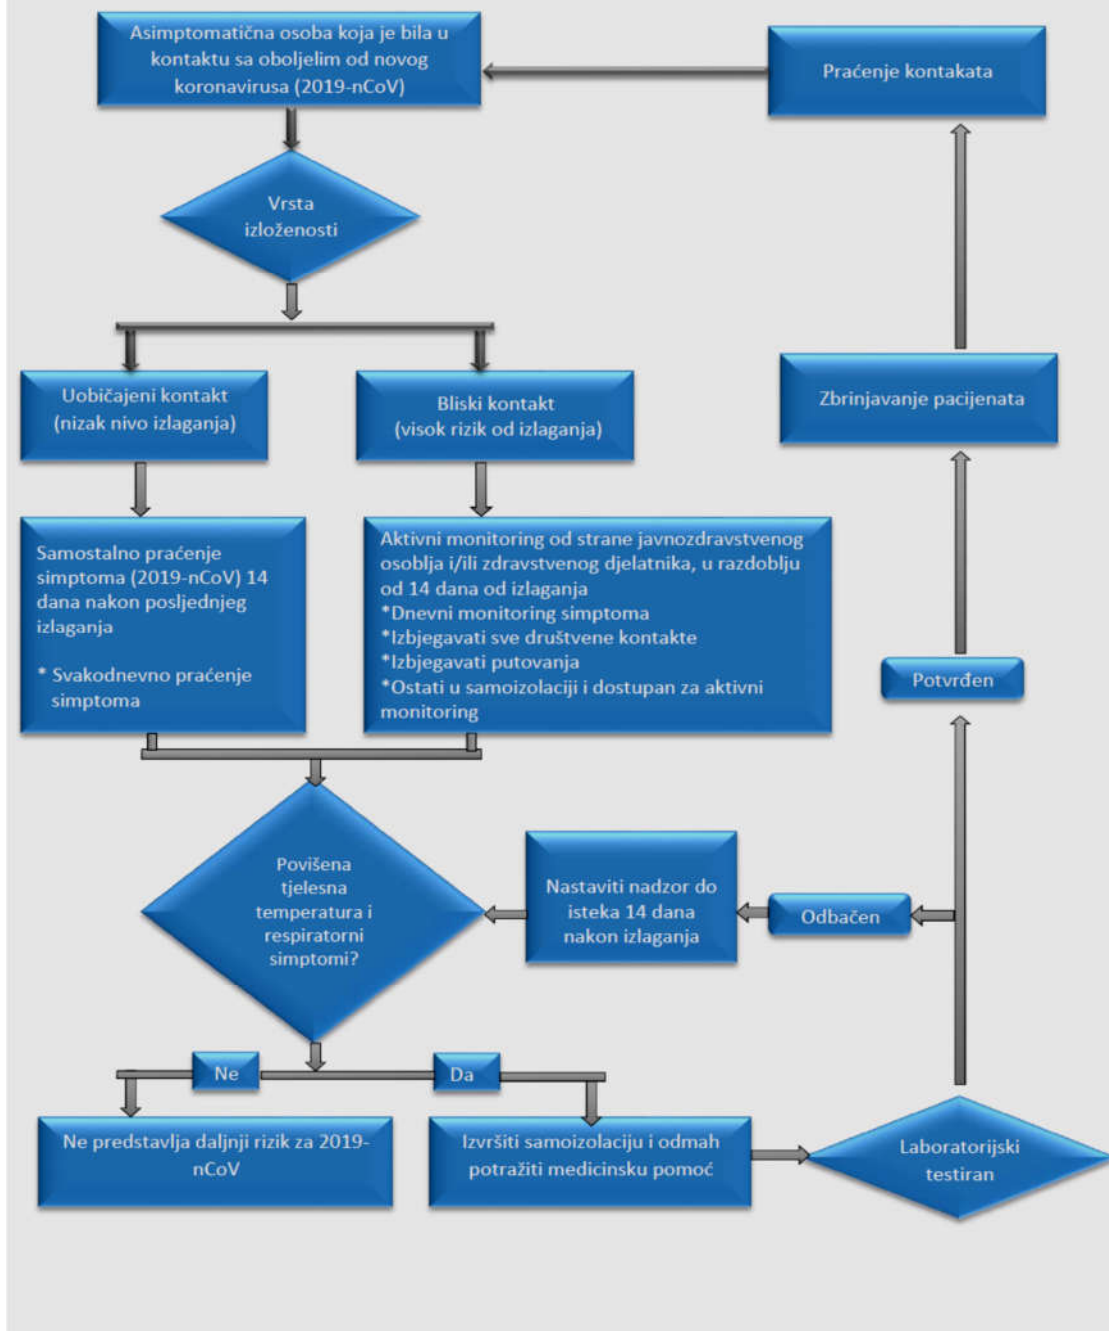 Asimptomatična osoba koja je bila u
kontaktu sa oboljelim od novog
koronavirusa (2019-nCoV)
Praćenje kontakata
Vrsta
izloženosti
Uobičajeni kontakt
(nizak nivo izlaganja)
Bliski kontakt
(visok rizik od izlaganja)
Zbrinjavanje pacijenata
Samostalno praćenje
simptoma (2019-nCoV) 14
dana nakon posljednjeg
izlaganja
* Svakodnevno praćenje
simptoma
Aktivni monitoring od strane javnozdravstvenog
osoblja i/ili zdravstvenog djelatnika, u razdoblju
od 14 dana od izlaganja
*Dnevni monitoring simptoma
*Izbjegavati sve društvene kontakte
*Izbjegavati putovanja
*Ostati u samoizolaciji i dostupan za aktivni
monitoring
Potvrđen
Povišena
tjelesna
temperatura i
respiratorni
simptomi?
Nastaviti nadzor do
isteka 14 dana
nakon izlaganja
Odbačen
Ne
Da
Ne predstavlja daljnji rizik za 2019-
nCoV
Izvršiti samoizolaciju i odmah
potražiti medicinsku pomoć
Laboratorijski
testiran